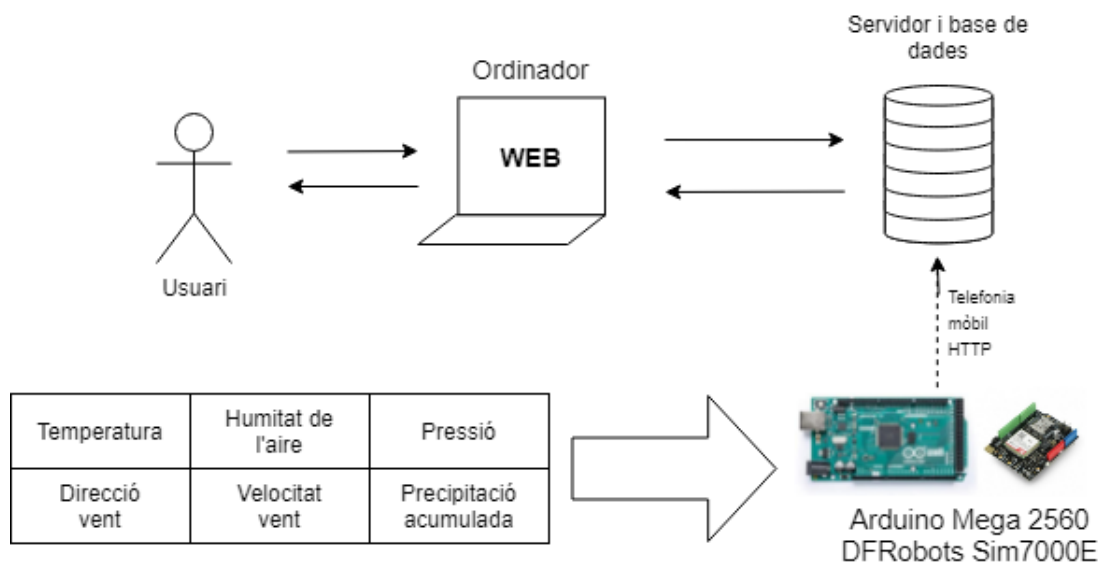 Servidor i base de
dades
Ordinador
WEB
Usuari
Telefonia
mòbil
HTTP
Temperatura
Humitat de
l'aire
Pressió
Direcció
vent
Velocitat
vent
Precipitació
acumulada
Arduino Mega 2560
DFRobots Sim7000E